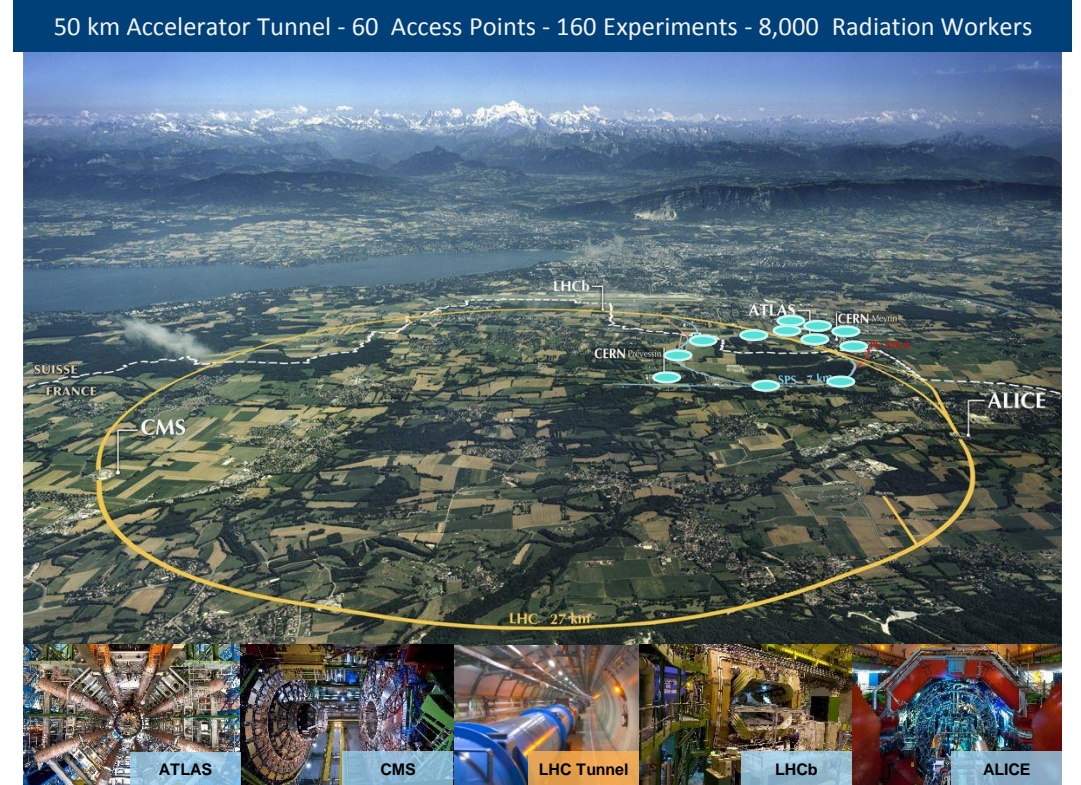 50 km Accelerator Tunnel - 60 Access Points - 160 Experiments - 8,000 Radiation Workers
LHCb
ATLAS
CERN Meyrin
CERN Prévessin
SUISSE
FRANCE
SPS 7 km
ALICE
CMS
LHC 27 km
ATLAS
CMS
LHC Tunnel
LHCb
ALICE